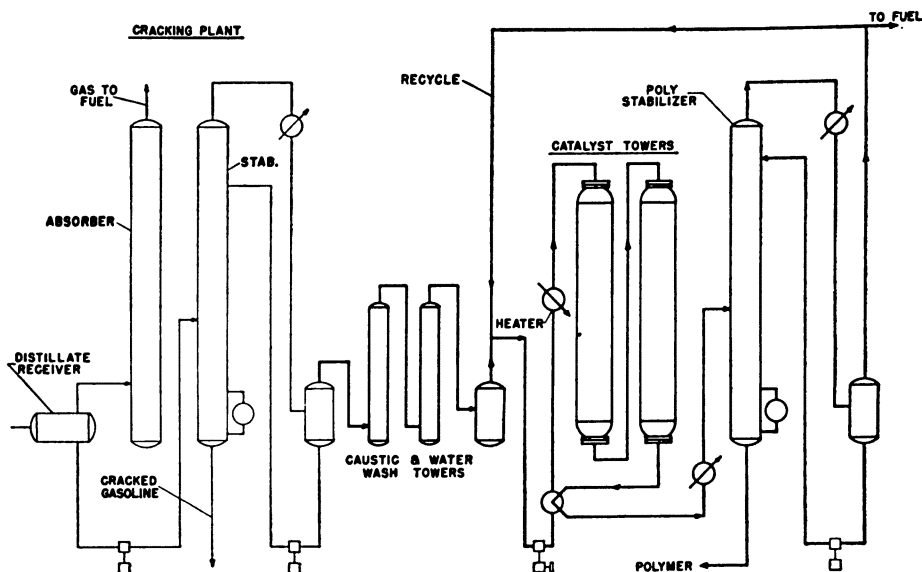 CRACKING PLANT
TO FUEL
GAS TO
FUEL
RECYCLE
POLY
STABILIZER
CATALYST TOWERS
STAB.
ABSORBER
HEATER
DISTILLATE
RECEIVER
CAUSTIC & WATER
WASH TOWERS
CRACKED
GASOLINE
POLYMER